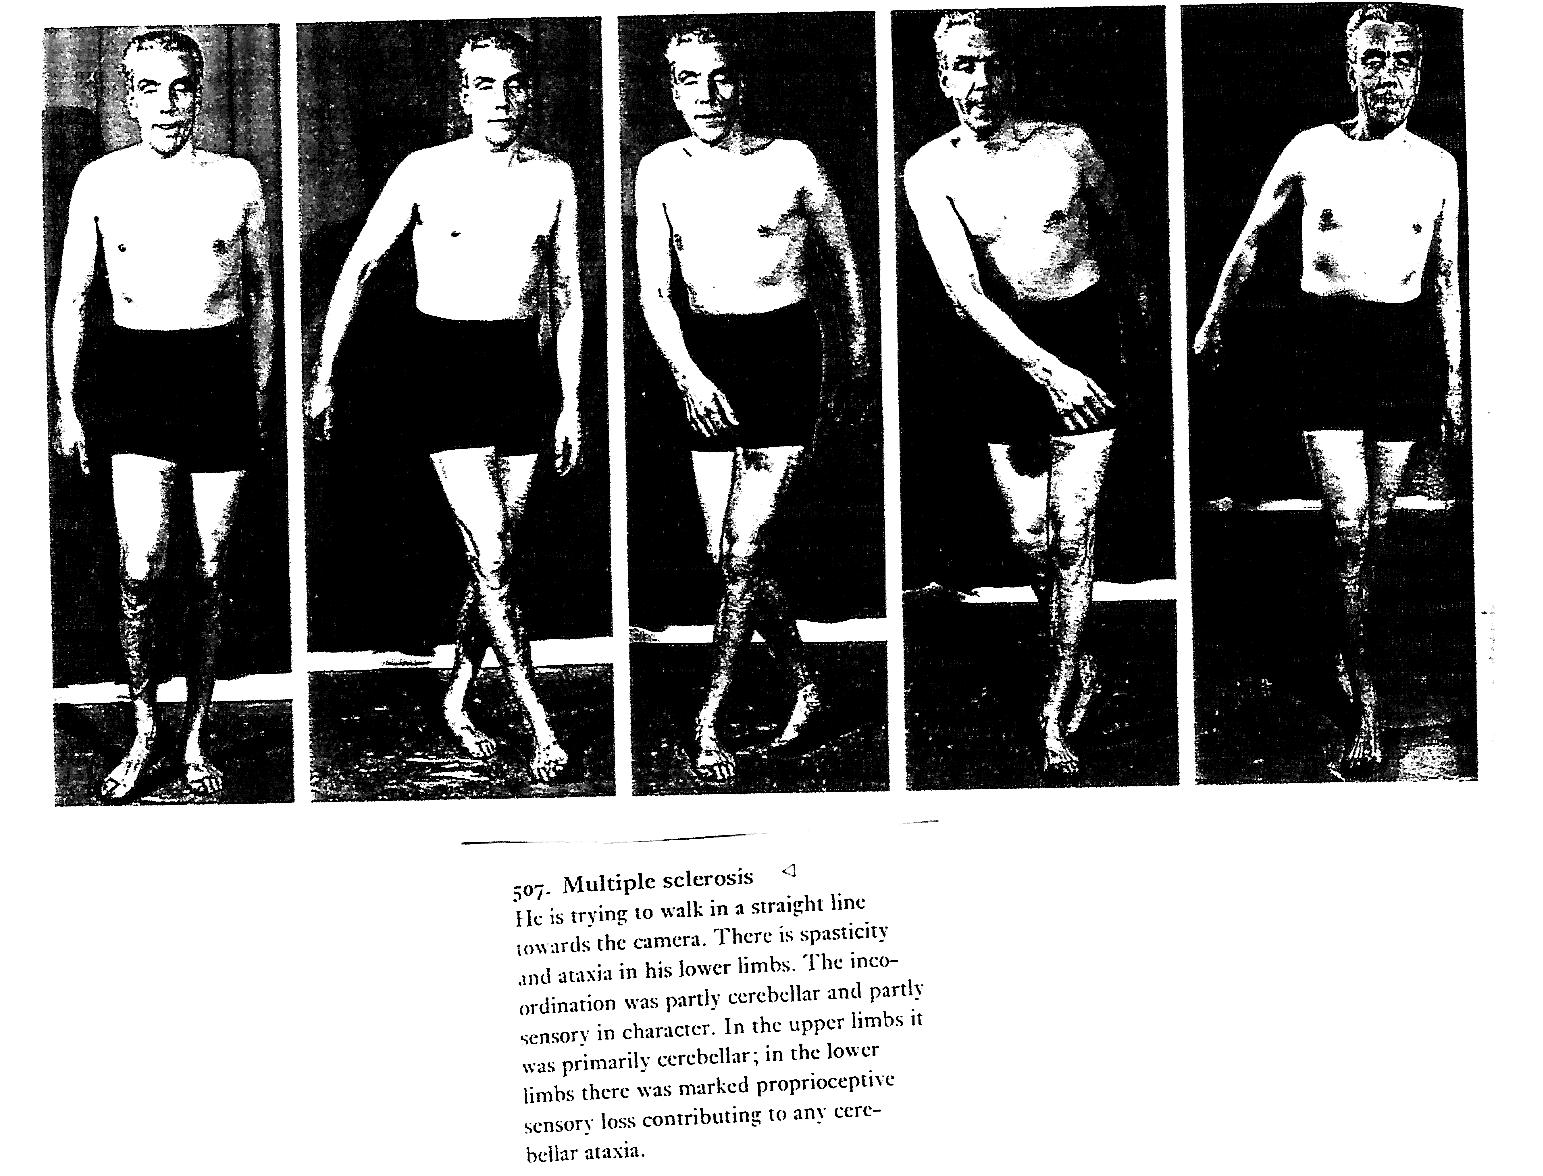 507. Multiple sclerosis ◁
He is trying to walk in a straight line
towards the camera. There is spasticity
and ataxia in his lower limbs. The inco-
ordination was partly cerebellar and partly
sensory in character. In the upper limbs it
was primarily cerebellar; in the lower
limbs there was marked proprioceptive
sensory loss contributing to any cere-
bellar ataxia.